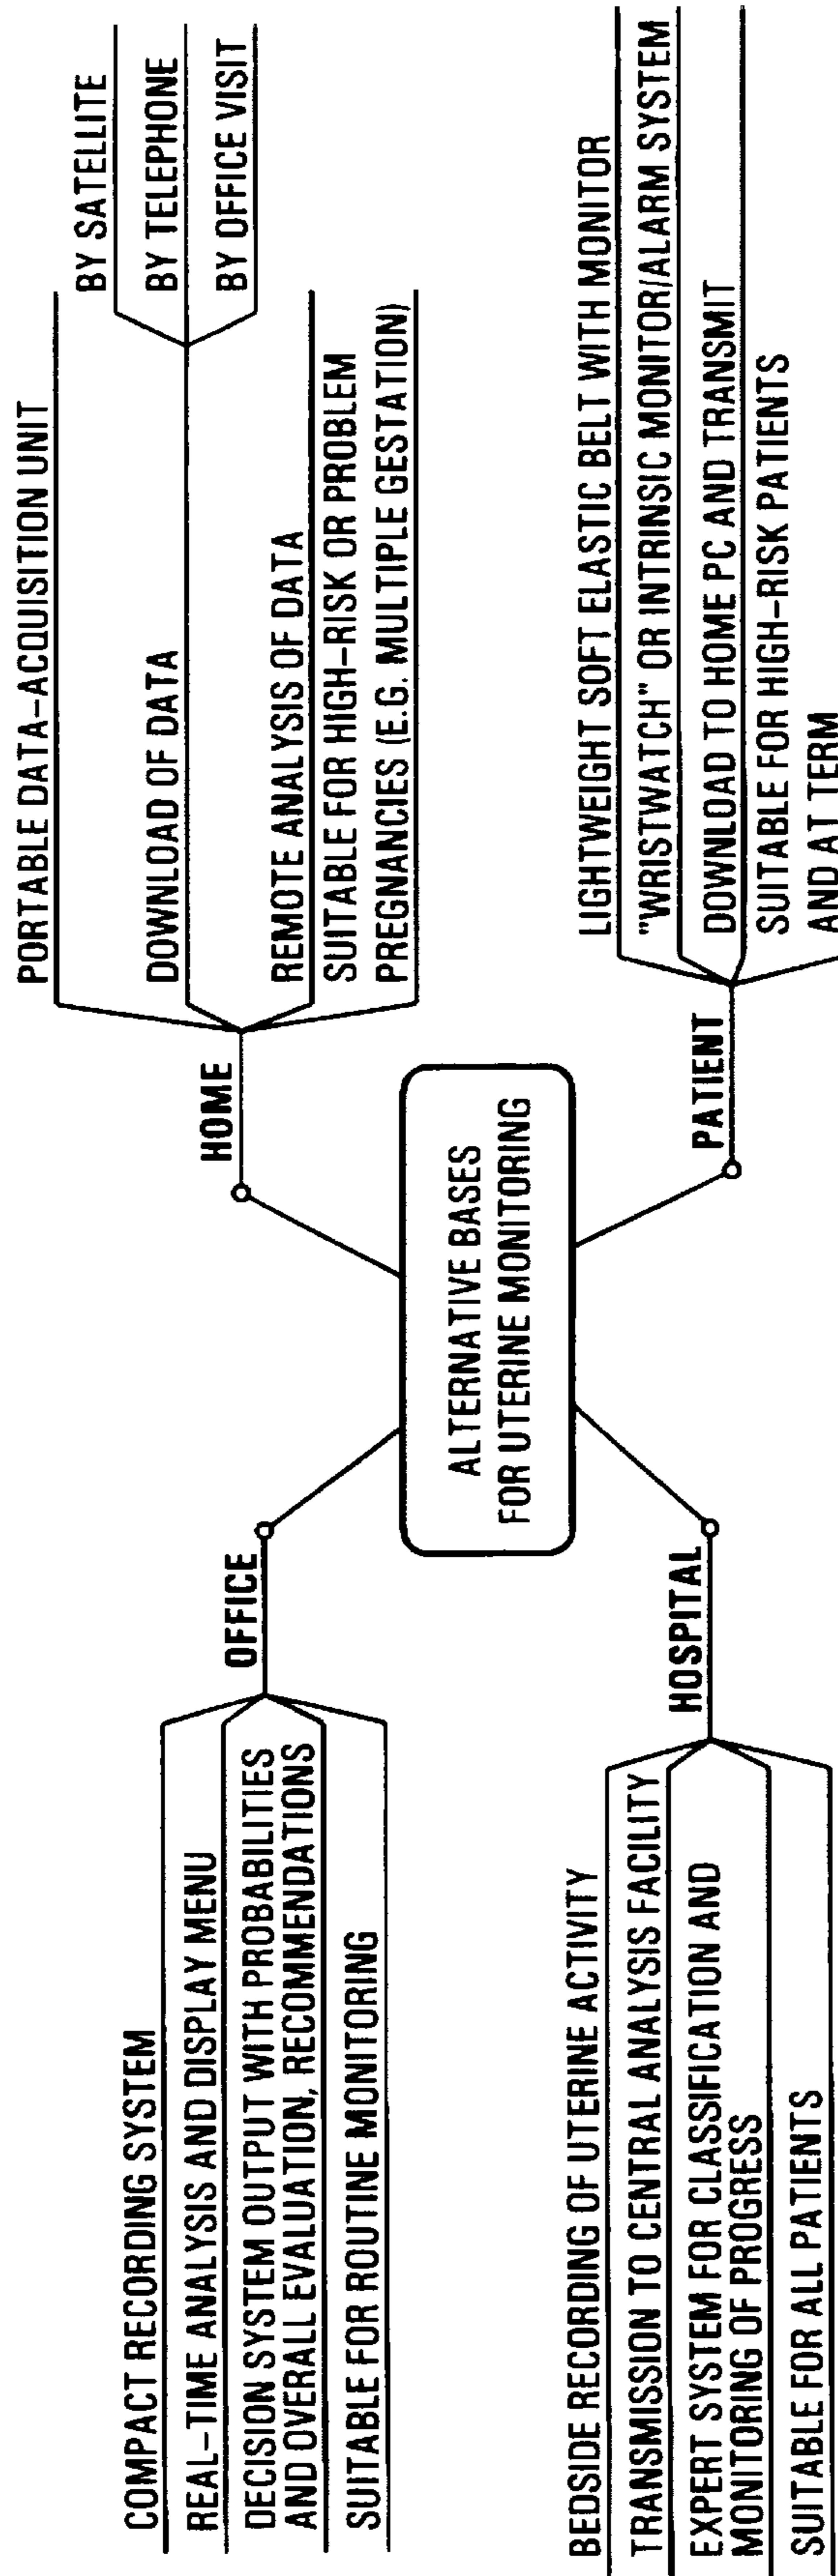 ALTERNATIVE BASES
FOR UTERINE MONITORING
OFFICE
COMPACT RECORDING SYSTEM
REAL-TIME ANALYSIS AND DISPLAY MENU
DECISION SYSTEM OUTPUT WITH PROBABILITIES
AND OVERALL EVALUATION, RECOMMENDATIONS
SUITABLE FOR ROUTINE MONITORING
HOME
PORTABLE DATA-ACQUISITION UNIT
DOWNLOAD OF DATA
BY SATELLITE
BY TELEPHONE
BY OFFICE VISIT
REMOTE ANALYSIS OF DATA
SUITABLE FOR HIGH-RISK OR PROBLEM
PREGNANCIES (E.G. MULTIPLE GESTATION)
HOSPITAL
BEDSIDE RECORDING OF UTERINE ACTIVITY
TRANSMISSION TO CENTRAL ANALYSIS FACILITY
EXPERT SYSTEM FOR CLASSIFICATION AND
MONITORING OF PROGRESS
SUITABLE FOR ALL PATIENTS
PATIENT
LIGHTWEIGHT SOFT ELASTIC BELT WITH MONITOR
"WRISTWATCH" OR INTRINSIC MONITOR/ALARM SYSTEM
DOWNLOAD TO HOME PC AND TRANSMIT
SUITABLE FOR HIGH-RISK PATIENTS
AND AT TERM